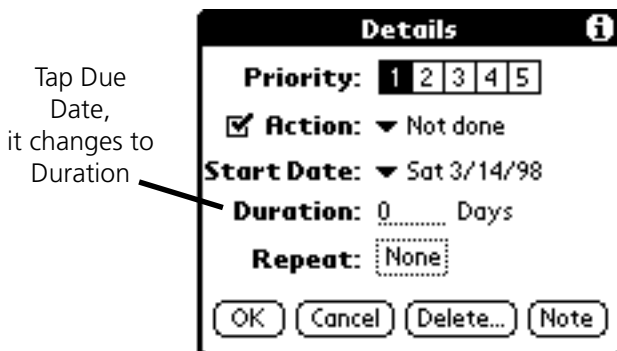 Details
Tap Due
Date,
it changes to
Duration
Priority: 1 2 3 4 5
Action: Not done
Start Date: Sat 3/14/98
Duration: 0 Days
Repeat: None
OK Cancel Delete... Note